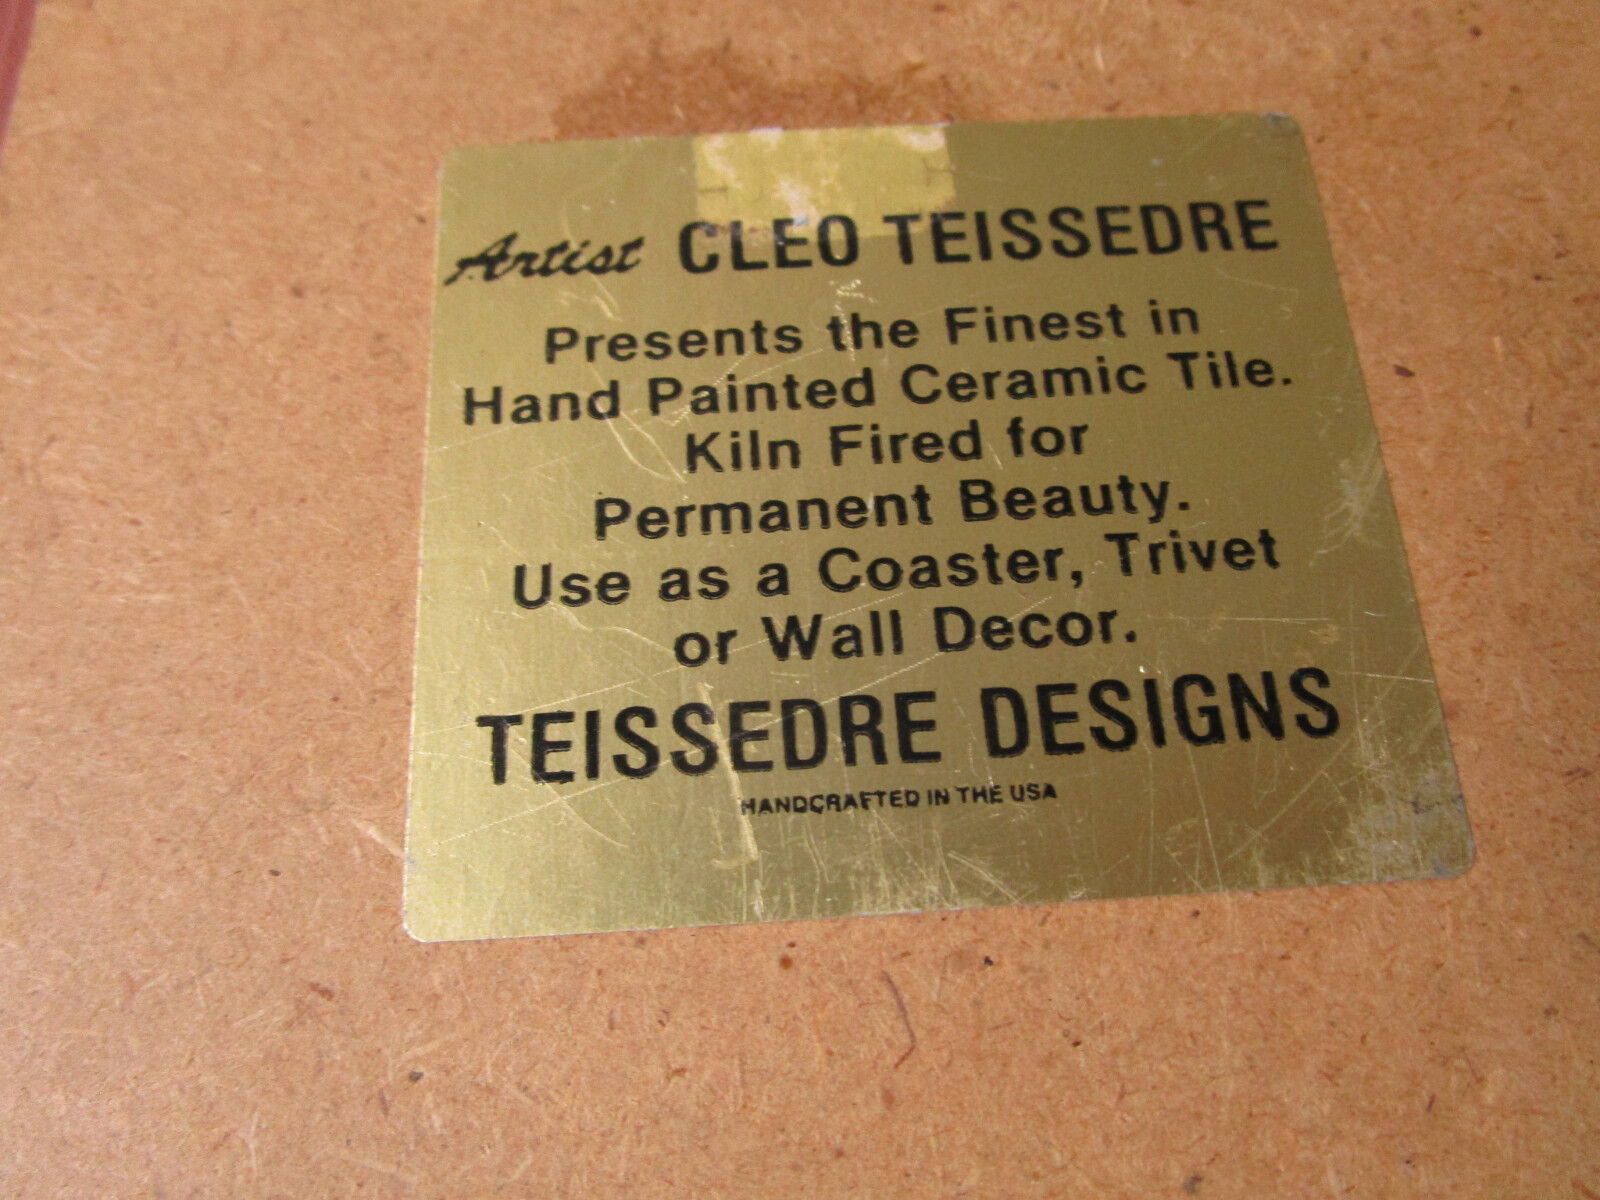 Artist CLEO TEISSEDRE
Presents the Finest in
Hand Painted Ceramic Tile.
Kiln Fired for
Permanent Beauty.
Use as a Coaster, Trivet
or Wall Decor.
TEISSEDRE DESIGNS
HANDCRAFTED IN THE USA